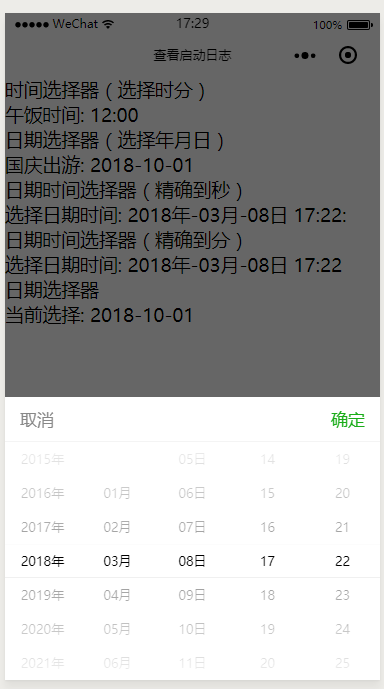 WeChat 17:29 100%
查看启动日志
时间选择器（选择时分）
午饭时间: 12:00
日期选择器（选择年月日）
国庆出游: 2018-10-01
日期时间选择器（精确到秒）
选择日期时间: 2018年-03月-08日 17:22:
日期时间选择器（精确到分）
选择日期时间: 2018年-03月-08日 17:22
日期选择器
当前选择: 2018-10-01
取消 确定
2015年 05日 14 19
2016年 01月 06日 15 20
2017年 02月 07日 16 21
2018年 03月 08日 17 22
2019年 04月 09日 18 23
2020年 05月 10日 19 24
2021年 06月 11日 20 25